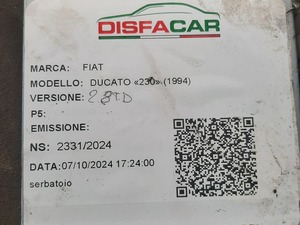 DISFACAR
MARCA: FIAT
MODELLO: DUCATO «230» (1994)
VERSIONE: 2.8TD
P5:
EMISSIONE:
NS: 2331/2024
DATA:07/10/2024 17:24:00
serbatoio